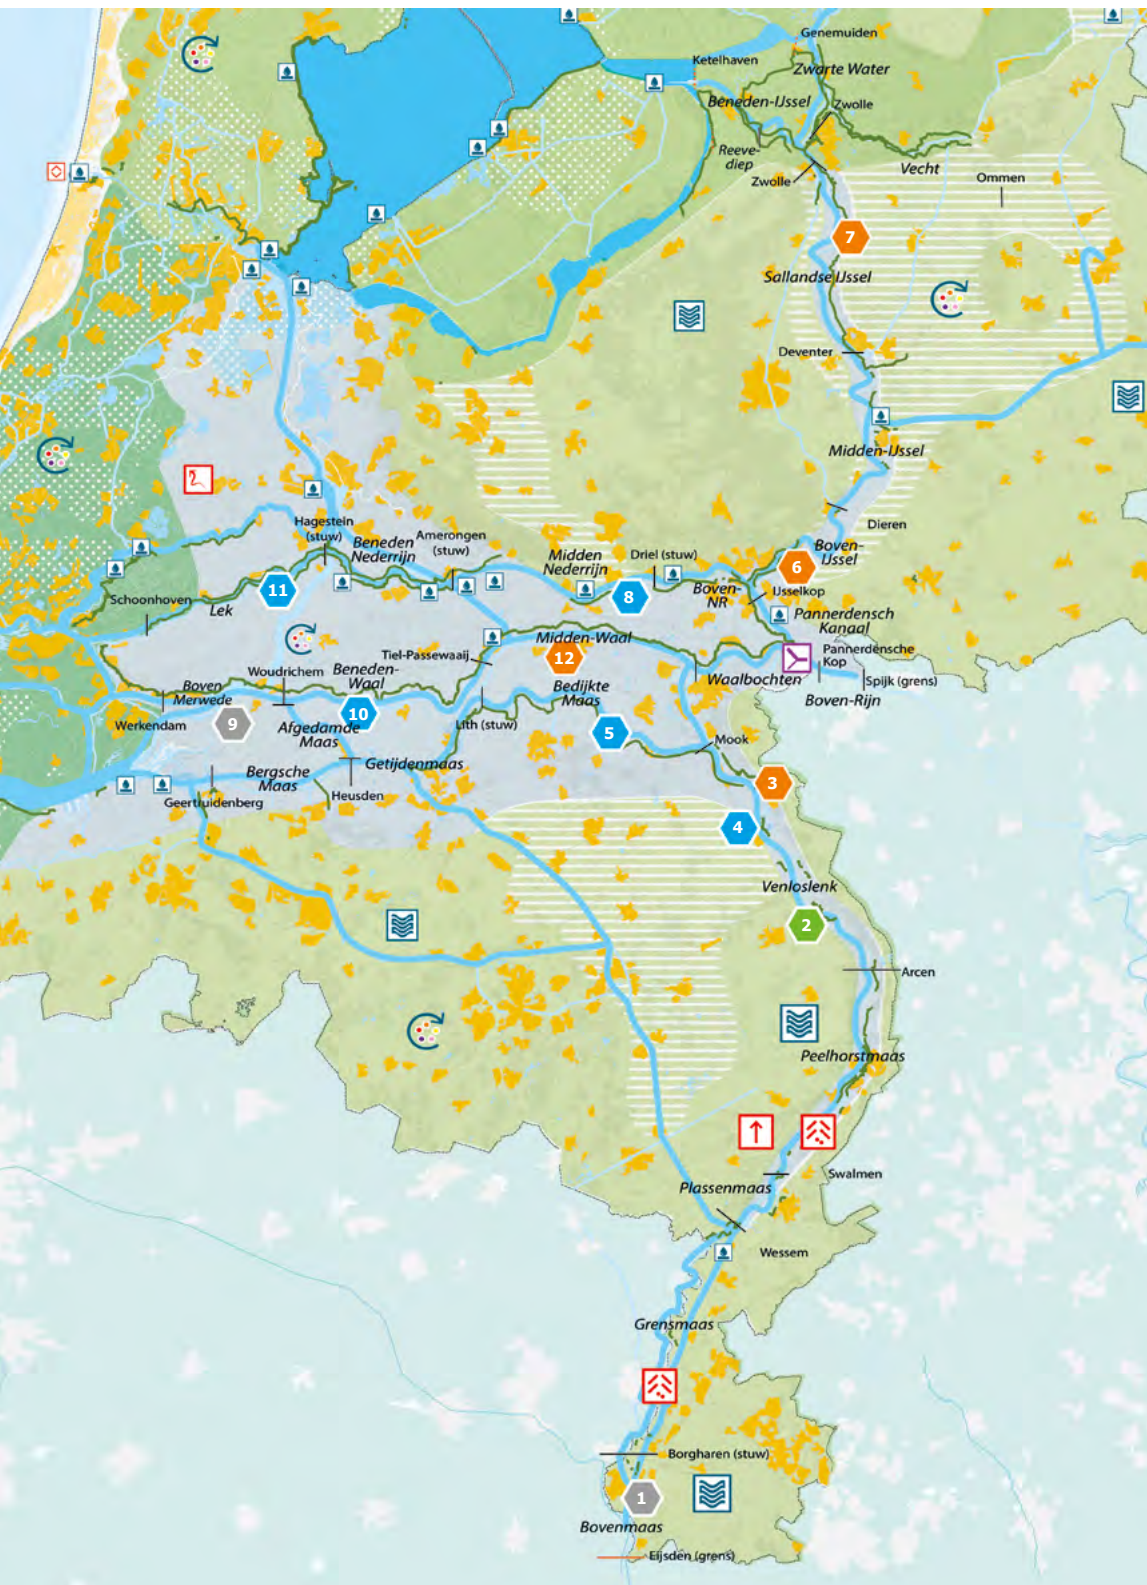 Genemuiden
Ketelhaven
Zwarte Water
Beneden-IJssel
Zwolle
Reeve-
diep
Vecht
Zwolle
Ommen
7
Sallandse IJssel
Deventer
Midden-IJssel
Hagestein
(stuw)
Dieren
Beneden
Nederrijn
Amerongen
(stuw)
Midden
Nederrijn
Driel (stuw)
Boven-
IJssel
6
11
8
Boven-
NR
IJsselkop
Schoonhoven
Lek
Pannerdensch
Kanaal
Midden-Waal
Tiel-Passewaaij
12
Pannerdensche
Kop
Woudrichem
Beneden-
Waal
Waalbochten
Spijk (grens)
Boven
Merwede
Bedijkte
Maas
Boven-Rijn
Werkendam
9
10
Afgedamde
Maas
Lith (stuw)
5
Mook
Getijdenmaas
Bergsche
Maas
3
Geertruidenberg
Heusden
4
Venloslenk
2
Arcen
Peelhorstmaas
Swalmen
Plassenmaas
Wessem
Grensmaas
Borgharen (stuw)
1
Bovenmaas
Eijsden (grens)